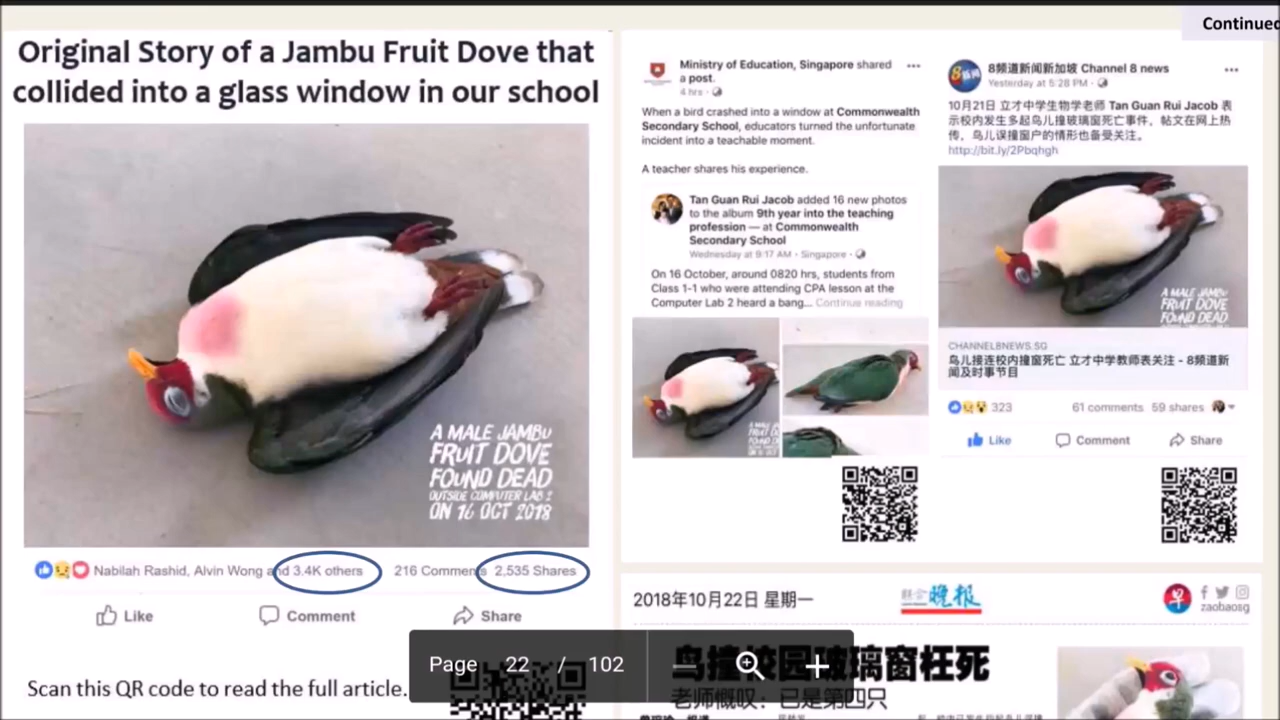 Continued
Original Story of a Jambu Fruit Dove that
collided into a glass window in our school
A MALE JAMBU
FRUIT DOVE
FOUND DEAD
OUTSIDE COMPUTER LAB 2
ON 16 OCT 2018
Nabilah Rashid, Alvin Wong and 3.4K others
216 Comments
2,535 Shares
Like
Comment
Share
Scan this QR code to read the full article.
Ministry of Education, Singapore shared
a post.
4 hrs
When a bird crashed into a window at Commonwealth
Secondary School, educators turned the unfortunate
incident into a teachable moment.
A teacher shares his experience.
Tan Guan Rui Jacob added 16 new photos
to the album 9th year into the teaching
profession — at Commonwealth
Secondary School
Wednesday at 9:17 AM · Singapore
On 16 October, around 0820 hrs, students from
Class 1-1 who were attending CPA lesson at the
Computer Lab 2 heard a bang... Continue reading
8频道新闻新加坡 Channel 8 news
Yesterday at 5:28 PM
10月21日 立才中学生物学老师 Tan Guan Rui Jacob 表
示校内发生多起鸟儿撞玻璃窗死亡事件，帖文在网上热
传，鸟儿误撞窗户的情形也备受关注。
http://bit.ly/2Pbqhgh
A MALE JAMBU
FRUIT DOVE
FOUND DEAD
CHANNEL8NEWS.SG
鸟儿接连校内撞窗死亡 立才中学教师表关注 - 8频道新
闻及时事节目
323
61 comments
59 shares
Like
Comment
Share
2018年10月22日 星期一
联合晚报
早
zaobaosg
鸟撞校园玻璃窗枉死
老师慨叹：已是第四只
Page 22 / 102